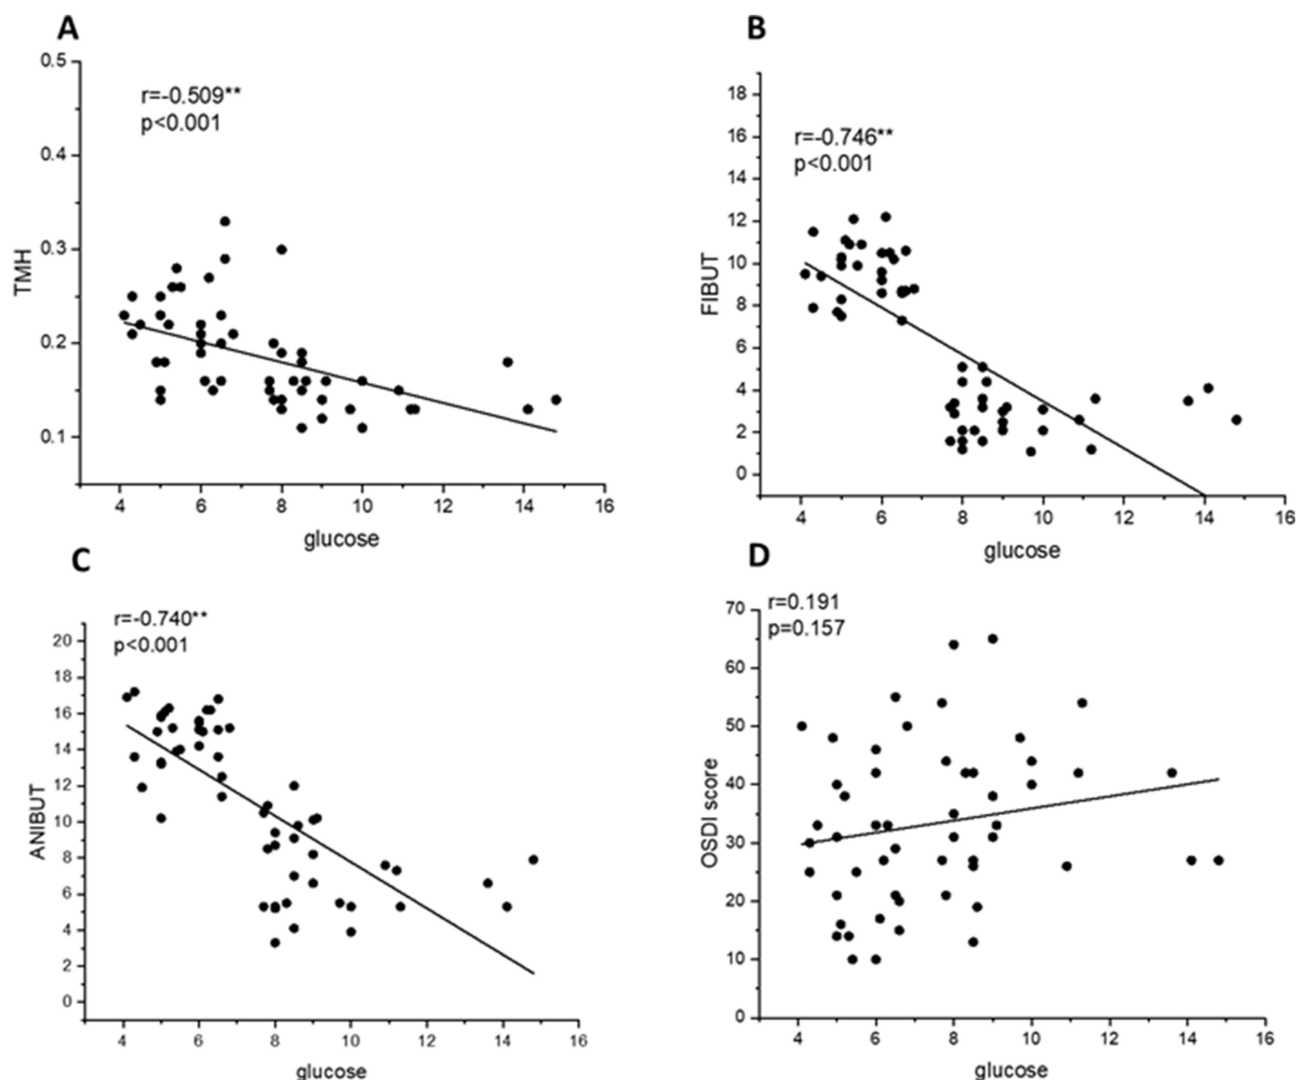 A
r=-0.509**
p<0.001
0.5
0.4
0.3
0.2
0.1
TMH
4 6 8 10 12 14 16
glucose
B
r=-0.746**
p<0.001
18
16
14
12
10
8
6
4
2
0
FIBUT
4 6 8 10 12 14 16
glucose
C
r=-0.740**
p<0.001
20
18
16
14
12
10
8
6
4
2
0
ANIBUT
4 6 8 10 12 14 16
glucose
D
r=0.191
p=0.157
70
60
50
40
30
20
10
0
OSDI score
4 6 8 10 12 14 16
glucose